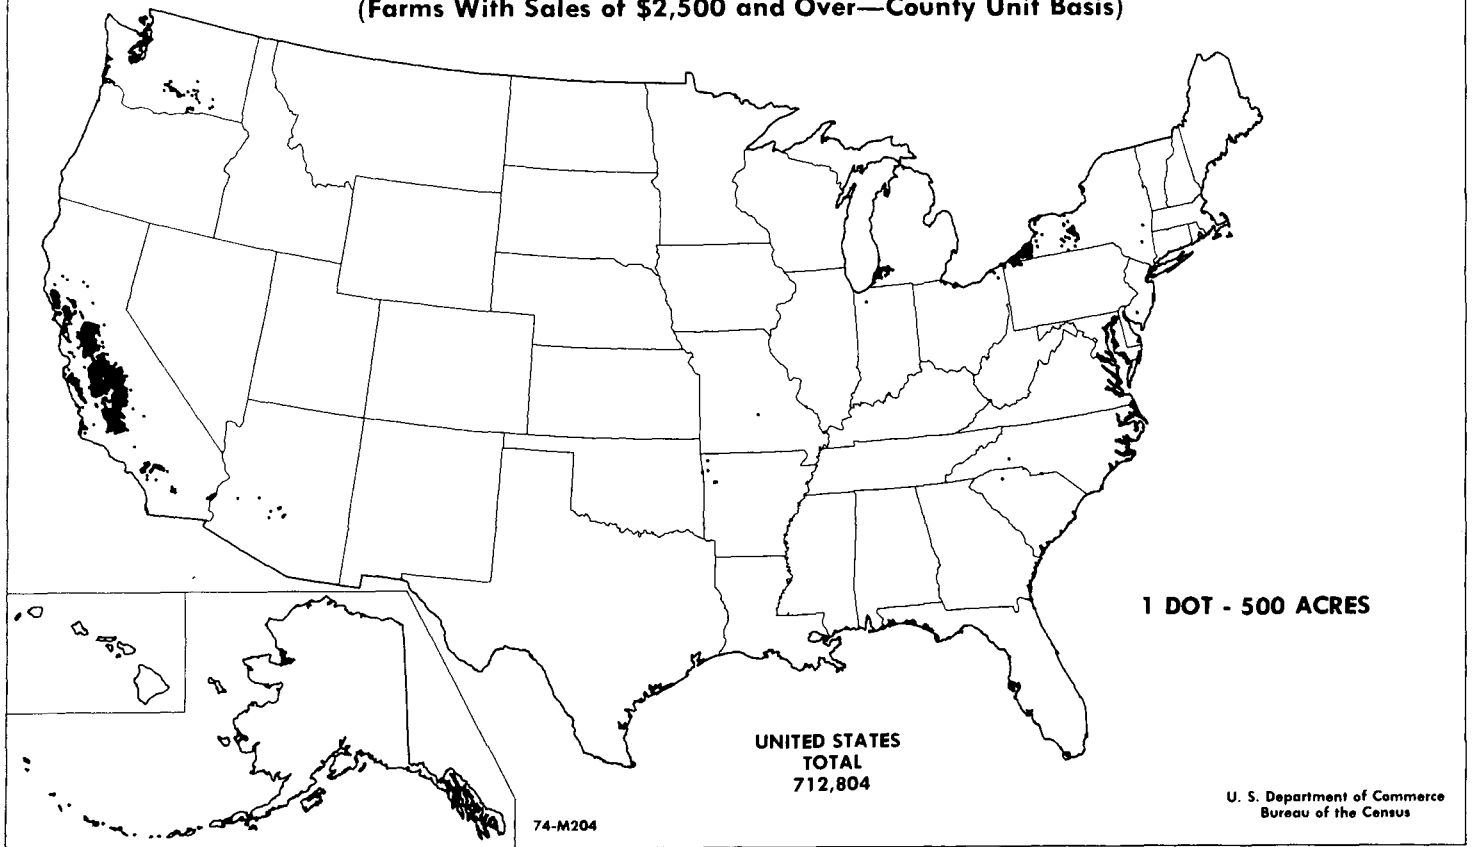 (Farms With Sales of $2,500 and Over—County Unit Basis)
1 DOT - 500 ACRES
UNITED STATES
TOTAL
712,804
U. S. Department of Commerce
Bureau of the Census
74-M204